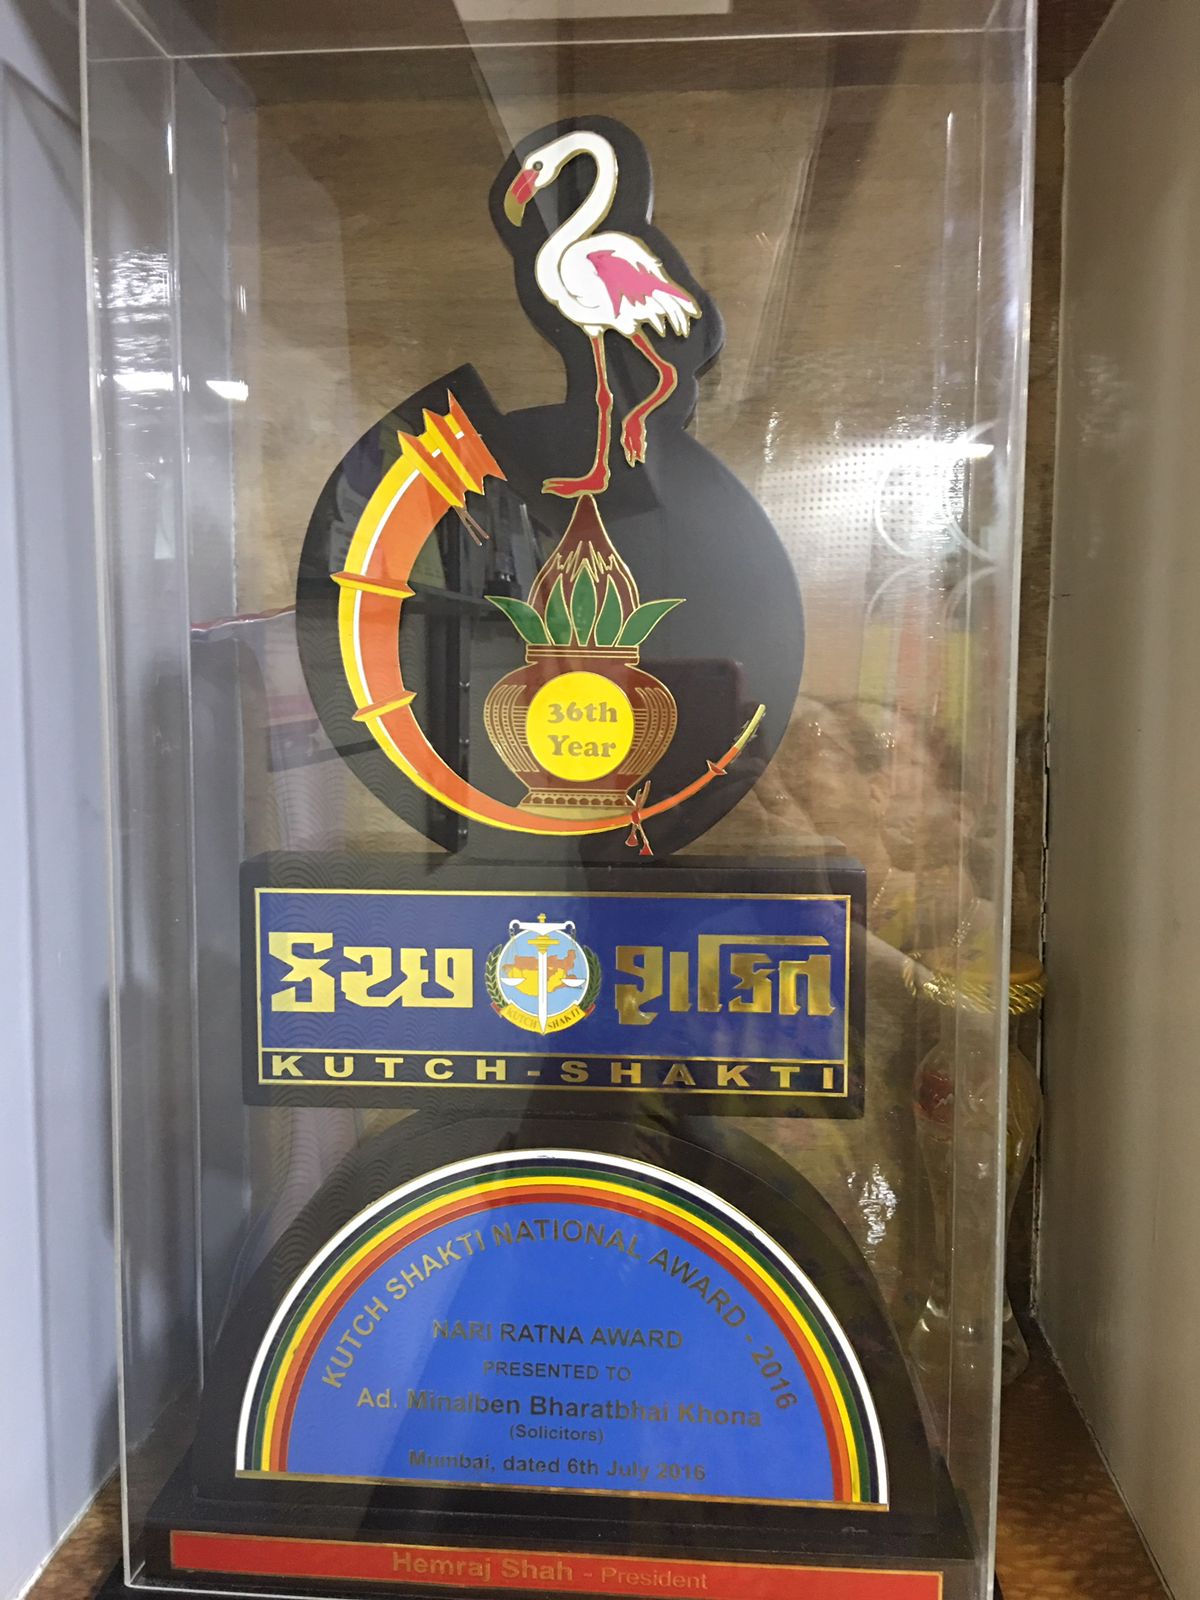 36th
Year
કચ્છ શક્તિ
KUTCH SHAKTI
KUTCH-SHAKTI
KUTCH SHAKTI NATIONAL AWARD - 2016
NARI RATNA AWARD
PRESENTED TO
Ad. Minalben Bharatbhai Khona
(Solicitors)
Mumbai, dated 6th July 2016
Hemraj Shah - President